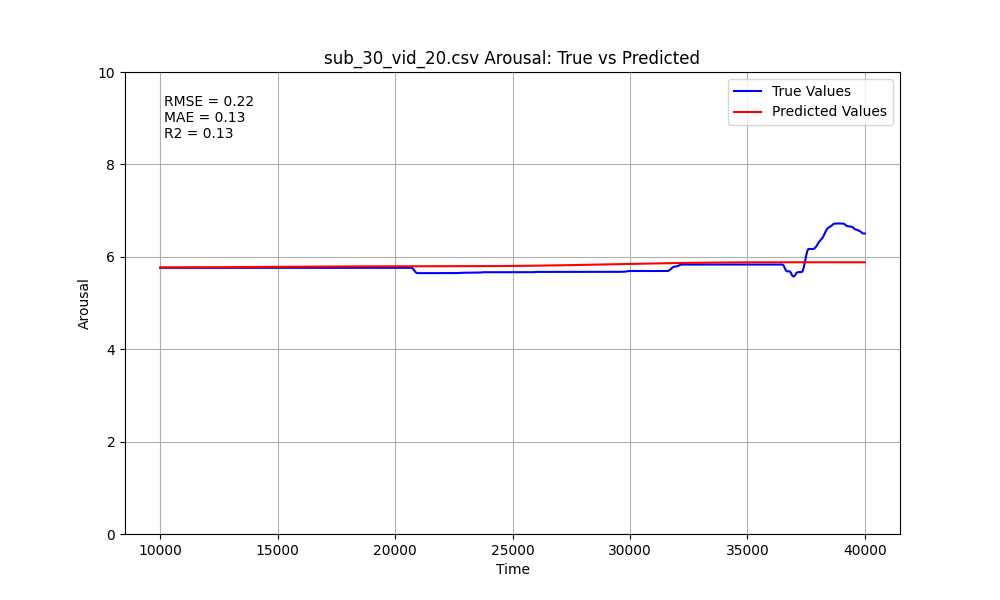 sub_30_vid_20.csv Arousal: True vs Predicted
RMSE = 0.22
MAE = 0.13
R2 = 0.13
True Values
Predicted Values
10
8
6
4
2
0
Arousal
10000
15000
20000
25000
30000
35000
40000
Time